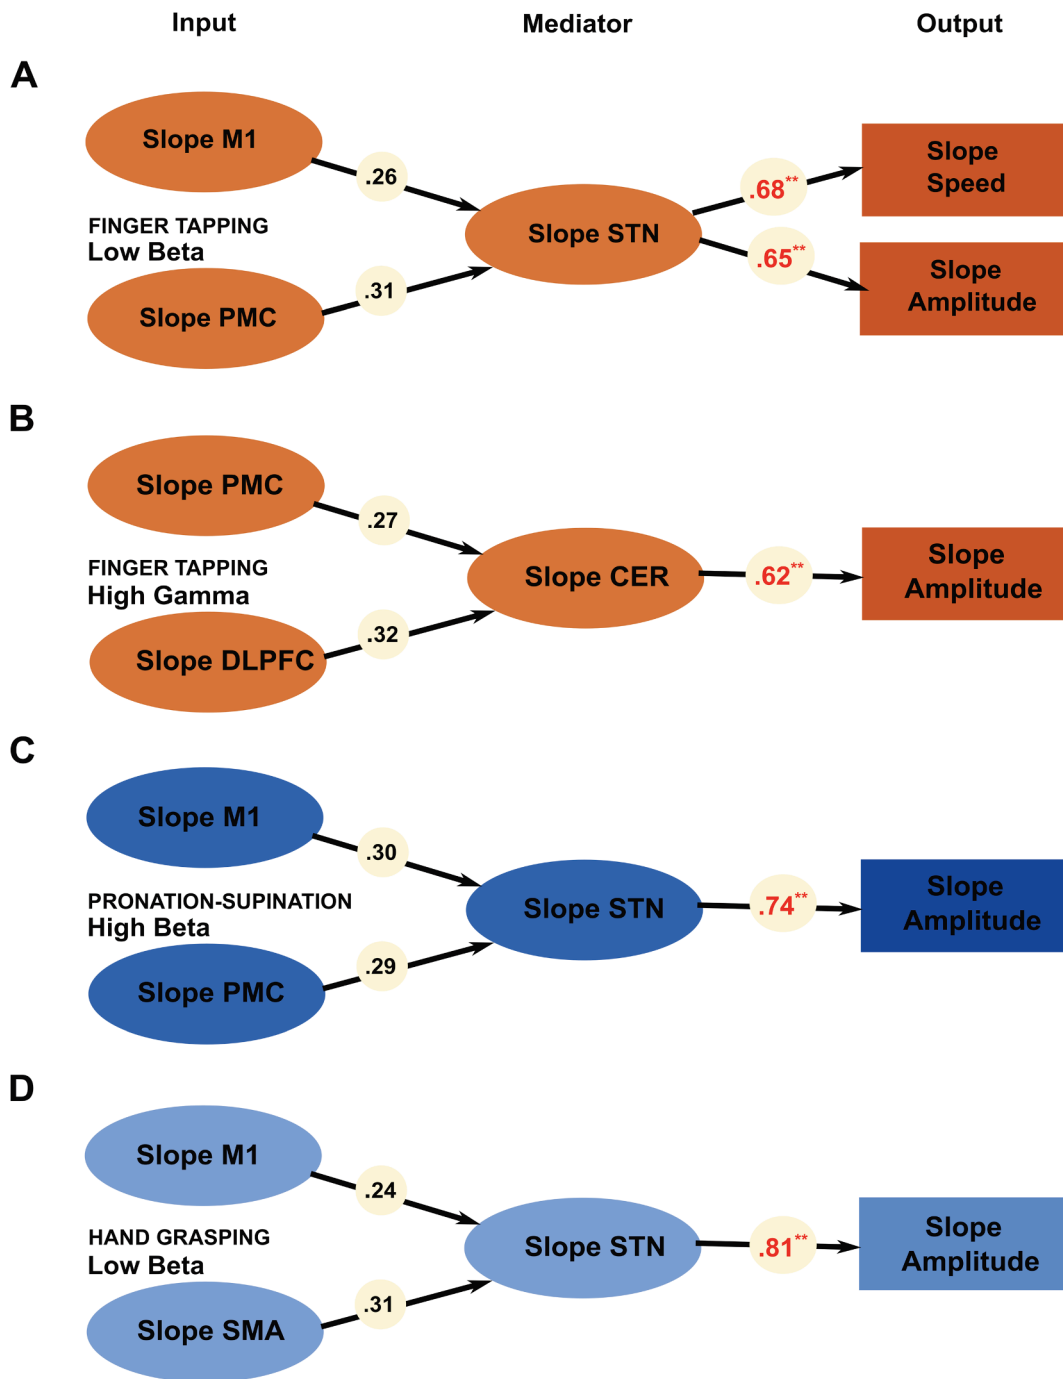 Input Mediator Output
A
Slope M1
.26
Slope
Speed
.68**
FINGER TAPPING
Low Beta
Slope STN
.65**
Slope
Amplitude
.31
Slope PMC
B
Slope PMC
.27
FINGER TAPPING
High Gamma
Slope CER
.62**
Slope
Amplitude
.32
Slope DLPFC
C
Slope M1
.30
PRONATION-SUPINATION
High Beta
Slope STN
.74**
Slope
Amplitude
.29
Slope PMC
D
Slope M1
.24
HAND GRASPING
Low Beta
Slope STN
.81**
Slope
Amplitude
.31
Slope SMA